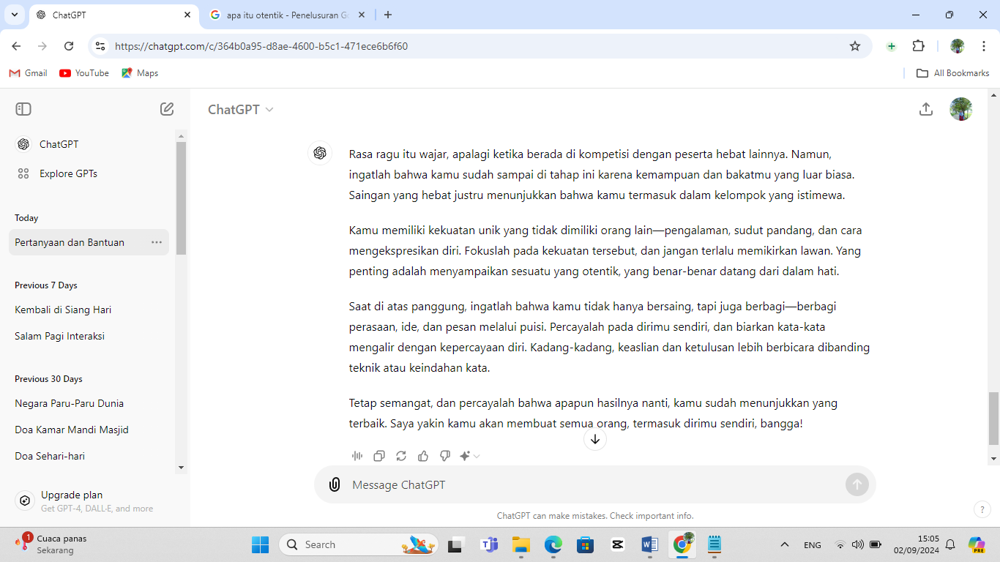 ChatGPT
apa itu otentik - Penelusuran G
https://chatgpt.com/c/364b0a95-d8ae-4600-b5c1-471ece6b6f60
Gmail
YouTube
Maps
All Bookmarks
ChatGPT
Explore GPTs
Today
Pertanyaan dan Bantuan
Previous 7 Days
Kembali di Siang Hari
Salam Pagi Interaksi
Previous 30 Days
Negara Paru-Paru Dunia
Doa Kamar Mandi Masjid
Doa Sehari-hari
Upgrade plan
Get GPT-4, DALL·E, and more
ChatGPT
Rasa ragu itu wajar, apalagi ketika berada di kompetisi dengan peserta hebat lainnya. Namun,
ingatlah bahwa kamu sudah sampai di tahap ini karena kemampuan dan bakatmu yang luar biasa.
Saingan yang hebat justru menunjukkan bahwa kamu termasuk dalam kelompok yang istimewa.
Kamu memiliki kekuatan unik yang tidak dimiliki orang lain—pengalaman, sudut pandang, dan cara
mengekspresikan diri. Fokuslah pada kekuatan tersebut, dan jangan terlalu memikirkan lawan. Yang
penting adalah menyampaikan sesuatu yang otentik, yang benar-benar datang dari dalam hati.
Saat di atas panggung, ingatlah bahwa kamu tidak hanya bersaing, tapi juga berbagi—berbagi
perasaan, ide, dan pesan melalui puisi. Percayalah pada dirimu sendiri, dan biarkan kata-kata
mengalir dengan kepercayaan diri. Kadang-kadang, keaslian dan ketulusan lebih berbicara dibanding
teknik atau keindahan kata.
Tetap semangat, dan percayalah bahwa apapun hasilnya nanti, kamu sudah menunjukkan yang
terbaik. Saya yakin kamu akan membuat semua orang, termasuk dirimu sendiri, bangga!
Message ChatGPT
ChatGPT can make mistakes. Check important info.
?
1
Cuaca panas
Sekarang
Search
ENG
15:05
02/09/2024
PRE